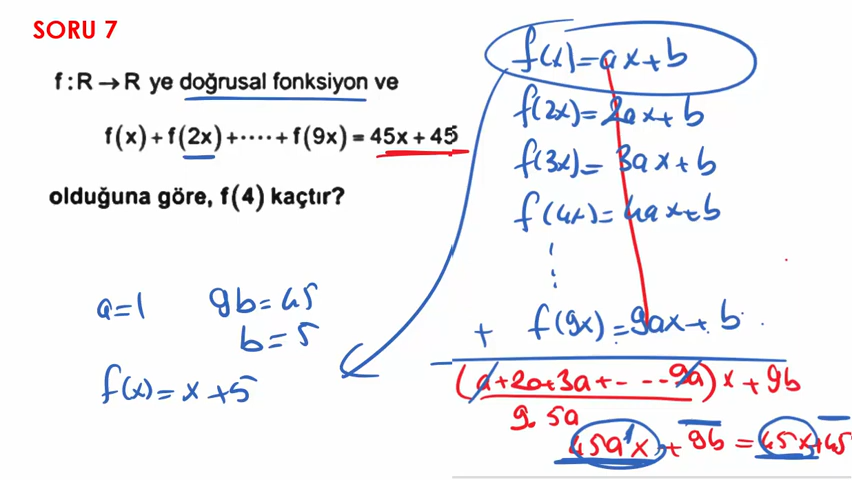 SORU 7
f : R → R ye doğrusal fonksiyon ve
f(x) + f(2x) + ···· + f(9x) = 45x + 45
olduğuna göre, f(4) kaçtır?
a=1
9b=45
b=5
f(x)=x+5
f(x)=ax+b
f(2x)=2ax+b
f(3x)=3ax+b
f(4x)=4ax+b
+ f(9x)=9ax+b
(a+2a+3a+----9a)x+9b
9.5a
45a x+9b=45x+45